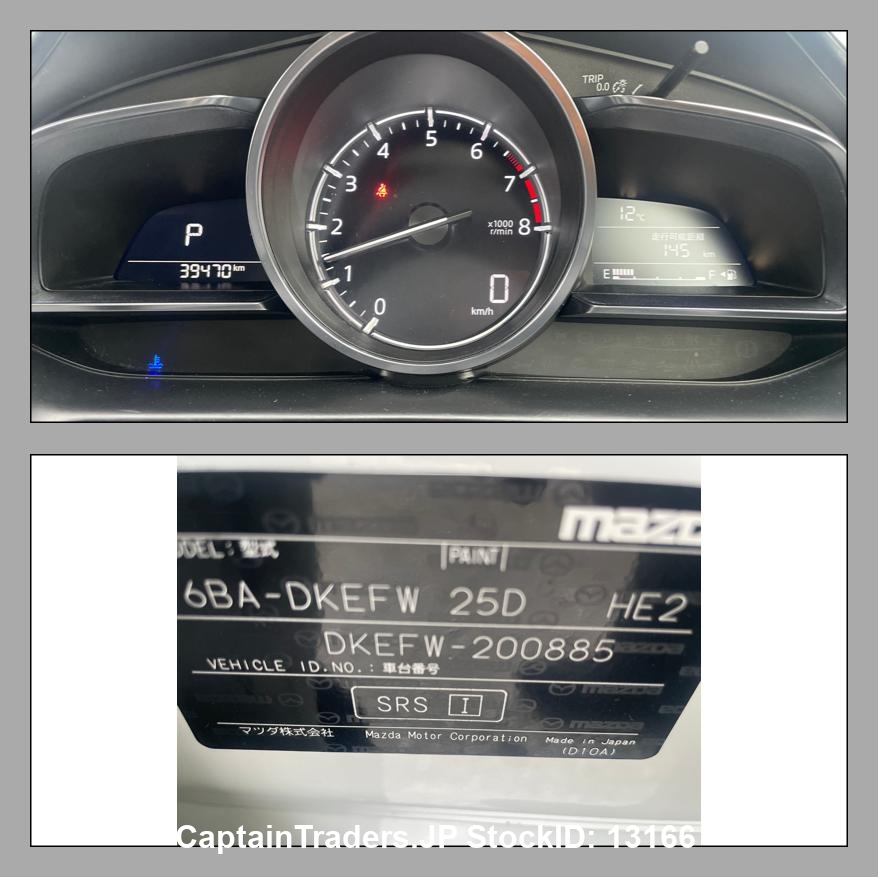 TRIP
0.0
5
4
6
3
7
2
x1000
r/min
8
1
0
P
39470km
0
km/h
12℃
走行可能距離
145 km
E
F
mazd
ODEL：型式
PAINT
6BA-DKEFW 25D HE2
DKEFW-200885
VEHICLE ID.NO.：車台番号
SRS I
マツダ株式会社 Mazda Motor Corporation Made in Japan
(D10A)
CaptainTraders.JP StockID: 13166